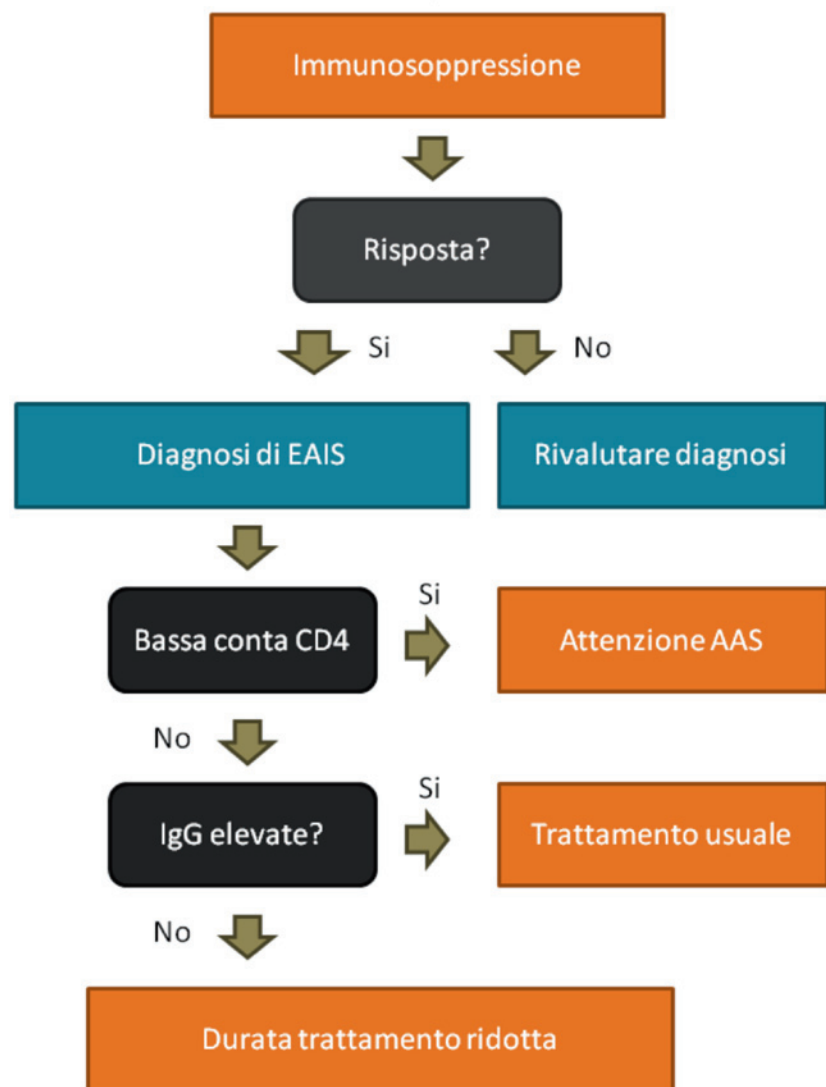 Immunosoppressione
Risposta?
Si
No
Diagnosi di EAIS
Rivalutare diagnosi
Si
Bassa conta CD4
Attenzione AAS
No
Si
IgG elevate?
Trattamento usuale
No
Durata trattamento ridotta